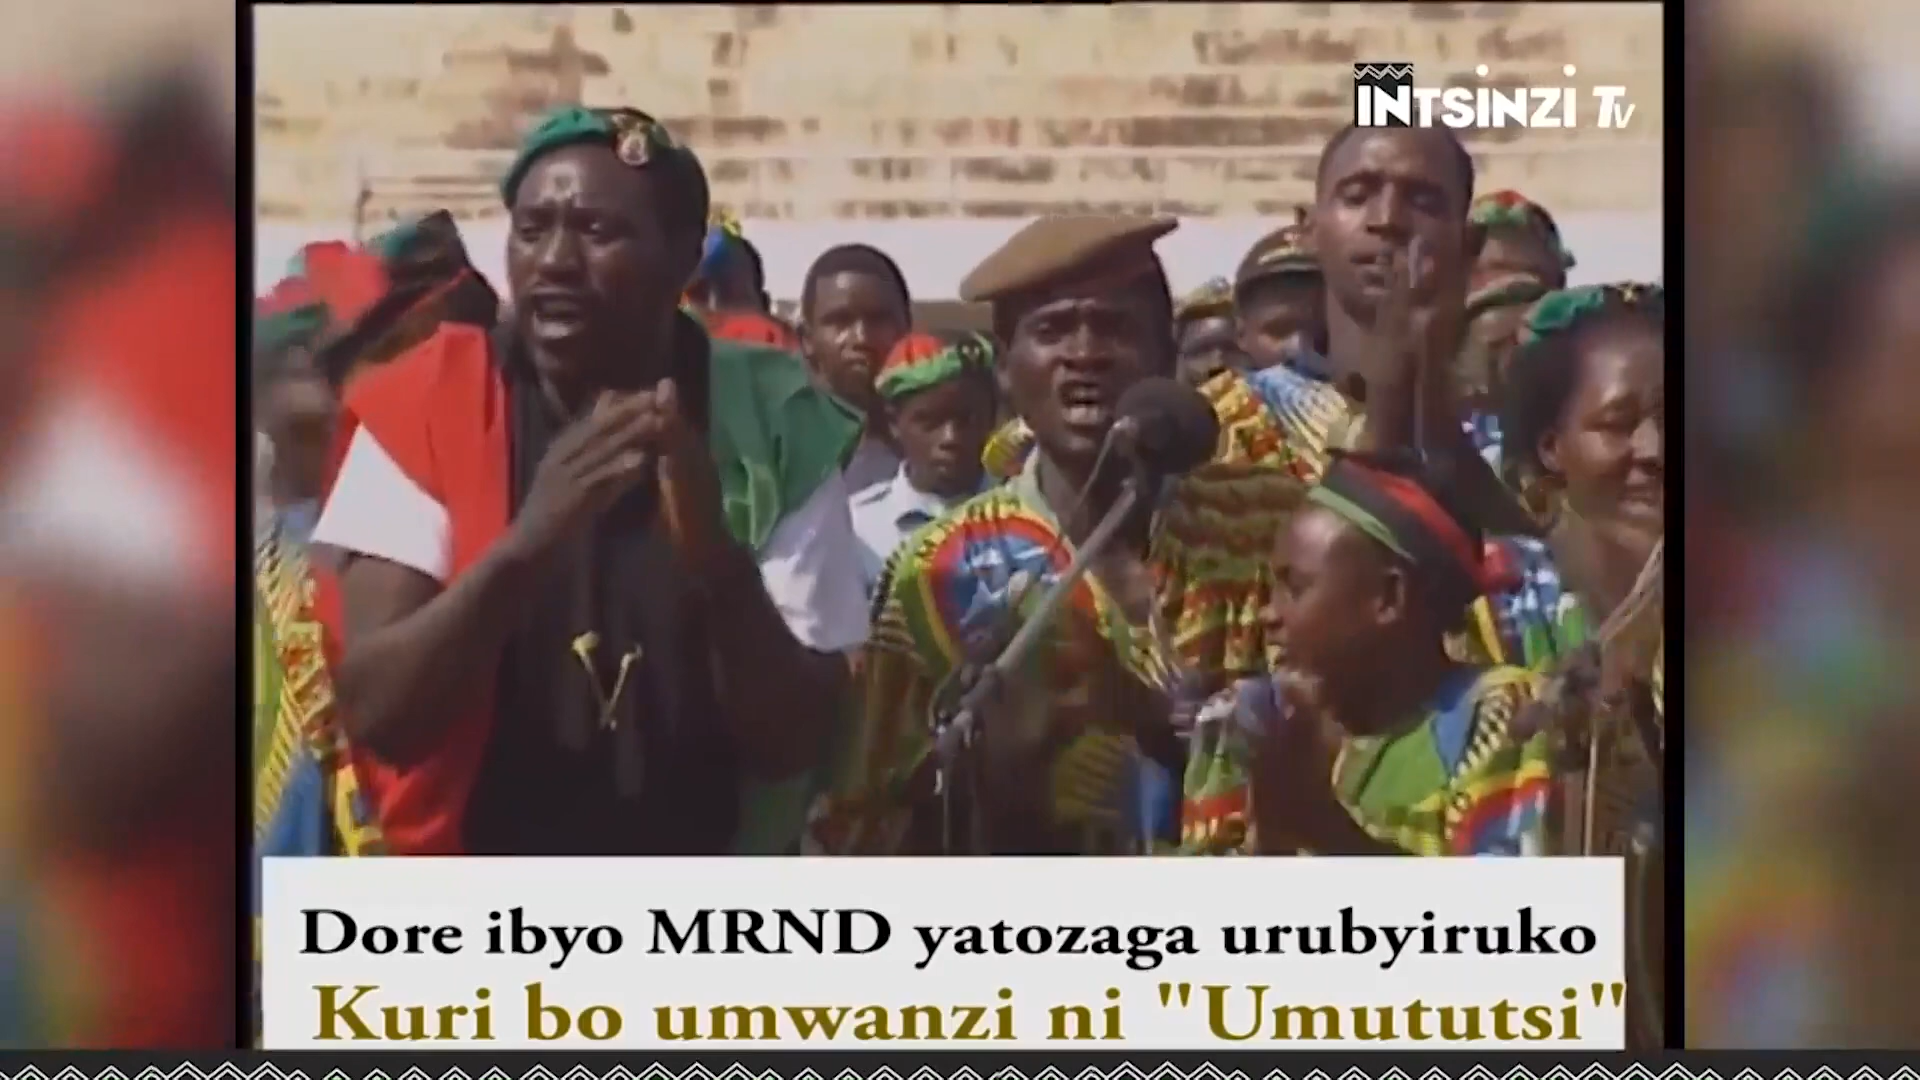 INTSINZI TV
Dore ibyo MRND yatozaga urubyiruko
Kuri bo umwanzi ni "Umututsi"